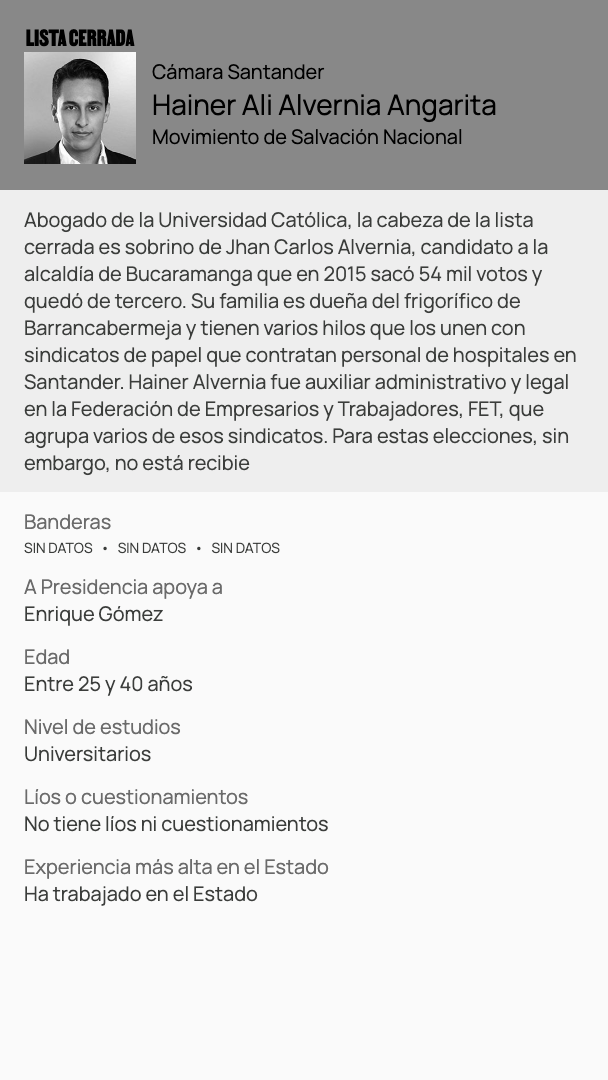 LISTA CERRADA
Cámara Santander
Hainer Ali Alvernia Angarita
Movimiento de Salvación Nacional
Abogado de la Universidad Católica, la cabeza de la lista
cerrada es sobrino de Jhan Carlos Alvernia, candidato a la
alcaldía de Bucaramanga que en 2015 sacó 54 mil votos y
quedó de tercero. Su familia es dueña del frigorífico de
Barrancabermeja y tienen varios hilos que los unen con
sindicatos de papel que contratan personal de hospitales en
Santander. Hainer Alvernia fue auxiliar administrativo y legal
en la Federación de Empresarios y Trabajadores, FET, que
agrupa varios de esos sindicatos. Para estas elecciones, sin
embargo, no está recibie
Banderas
SIN DATOS • SIN DATOS • SIN DATOS
A Presidencia apoya a
Enrique Gómez
Edad
Entre 25 y 40 años
Nivel de estudios
Universitarios
Líos o cuestionamientos
No tiene líos ni cuestionamientos
Experiencia más alta en el Estado
Ha trabajado en el Estado